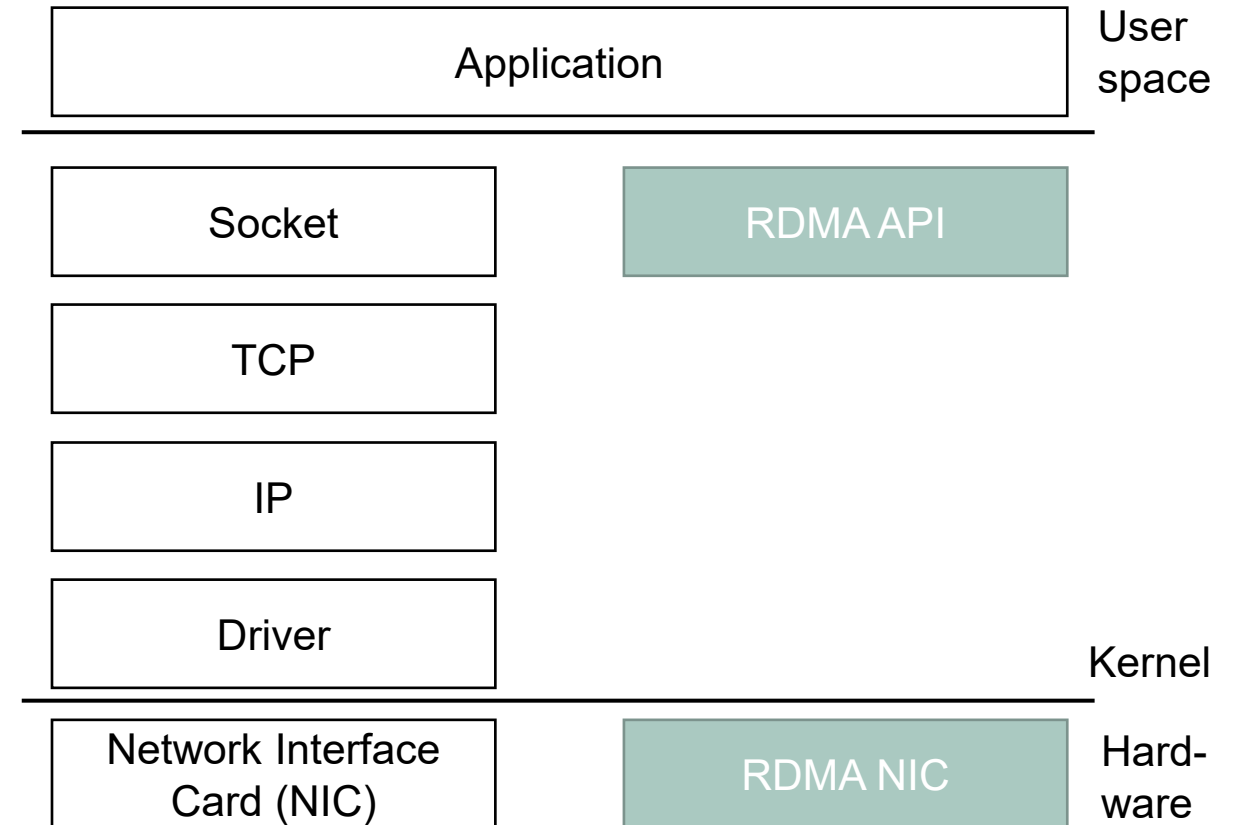 Application
User
space
Socket
RDMA API
TCP
IP
Driver
Kernel
Network Interface
Card (NIC)
RDMA NIC
Hard-
ware